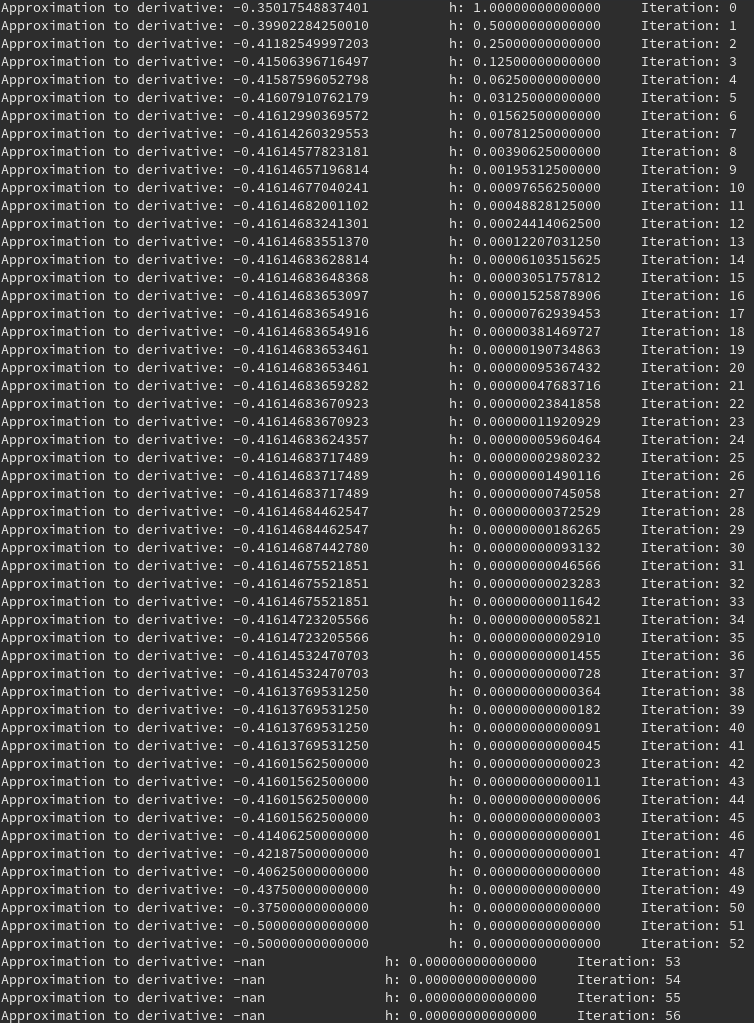 Approximation to derivative: -0.35017548837401 h: 1.00000000000000 Iteration: 0
Approximation to derivative: -0.39902284250010 h: 0.50000000000000 Iteration: 1
Approximation to derivative: -0.41182549997203 h: 0.25000000000000 Iteration: 2
Approximation to derivative: -0.41506396716497 h: 0.12500000000000 Iteration: 3
Approximation to derivative: -0.41587596052798 h: 0.06250000000000 Iteration: 4
Approximation to derivative: -0.41607910762179 h: 0.03125000000000 Iteration: 5
Approximation to derivative: -0.41612990369572 h: 0.01562500000000 Iteration: 6
Approximation to derivative: -0.41614260329553 h: 0.00781250000000 Iteration: 7
Approximation to derivative: -0.41614577823181 h: 0.00390625000000 Iteration: 8
Approximation to derivative: -0.41614657196814 h: 0.00195312500000 Iteration: 9
Approximation to derivative: -0.41614677040241 h: 0.00097656250000 Iteration: 10
Approximation to derivative: -0.41614682001102 h: 0.00048828125000 Iteration: 11
Approximation to derivative: -0.41614683241301 h: 0.00024414062500 Iteration: 12
Approximation to derivative: -0.41614683551370 h: 0.00012207031250 Iteration: 13
Approximation to derivative: -0.41614683628814 h: 0.00006103515625 Iteration: 14
Approximation to derivative: -0.41614683648368 h: 0.00003051757812 Iteration: 15
Approximation to derivative: -0.41614683653097 h: 0.00001525878906 Iteration: 16
Approximation to derivative: -0.41614683654916 h: 0.00000762939453 Iteration: 17
Approximation to derivative: -0.41614683654916 h: 0.00000381469727 Iteration: 18
Approximation to derivative: -0.41614683653461 h: 0.00000190734863 Iteration: 19
Approximation to derivative: -0.41614683653461 h: 0.00000095367432 Iteration: 20
Approximation to derivative: -0.41614683659282 h: 0.00000047683716 Iteration: 21
Approximation to derivative: -0.41614683670923 h: 0.00000023841858 Iteration: 22
Approximation to derivative: -0.41614683670923 h: 0.00000011920929 Iteration: 23
Approximation to derivative: -0.41614683624357 h: 0.00000005960464 Iteration: 24
Approximation to derivative: -0.41614683717489 h: 0.00000002980232 Iteration: 25
Approximation to derivative: -0.41614683717489 h: 0.00000001490116 Iteration: 26
Approximation to derivative: -0.41614683717489 h: 0.00000000745058 Iteration: 27
Approximation to derivative: -0.41614684462547 h: 0.00000000372529 Iteration: 28
Approximation to derivative: -0.41614684462547 h: 0.00000000186265 Iteration: 29
Approximation to derivative: -0.41614687442780 h: 0.00000000093132 Iteration: 30
Approximation to derivative: -0.41614675521851 h: 0.00000000046566 Iteration: 31
Approximation to derivative: -0.41614675521851 h: 0.00000000023283 Iteration: 32
Approximation to derivative: -0.41614675521851 h: 0.00000000011642 Iteration: 33
Approximation to derivative: -0.41614723205566 h: 0.00000000005821 Iteration: 34
Approximation to derivative: -0.41614723205566 h: 0.00000000002910 Iteration: 35
Approximation to derivative: -0.41614532470703 h: 0.00000000001455 Iteration: 36
Approximation to derivative: -0.41614532470703 h: 0.00000000000728 Iteration: 37
Approximation to derivative: -0.41613769531250 h: 0.00000000000364 Iteration: 38
Approximation to derivative: -0.41613769531250 h: 0.00000000000182 Iteration: 39
Approximation to derivative: -0.41613769531250 h: 0.00000000000091 Iteration: 40
Approximation to derivative: -0.41613769531250 h: 0.00000000000045 Iteration: 41
Approximation to derivative: -0.41601562500000 h: 0.00000000000023 Iteration: 42
Approximation to derivative: -0.41601562500000 h: 0.00000000000011 Iteration: 43
Approximation to derivative: -0.41601562500000 h: 0.00000000000006 Iteration: 44
Approximation to derivative: -0.41601562500000 h: 0.00000000000003 Iteration: 45
Approximation to derivative: -0.41406250000000 h: 0.00000000000001 Iteration: 46
Approximation to derivative: -0.42187500000000 h: 0.00000000000001 Iteration: 47
Approximation to derivative: -0.40625000000000 h: 0.00000000000000 Iteration: 48
Approximation to derivative: -0.43750000000000 h: 0.00000000000000 Iteration: 49
Approximation to derivative: -0.37500000000000 h: 0.00000000000000 Iteration: 50
Approximation to derivative: -0.50000000000000 h: 0.00000000000000 Iteration: 51
Approximation to derivative: -0.50000000000000 h: 0.00000000000000 Iteration: 52
Approximation to derivative: -nan h: 0.00000000000000 Iteration: 53
Approximation to derivative: -nan h: 0.00000000000000 Iteration: 54
Approximation to derivative: -nan h: 0.00000000000000 Iteration: 55
Approximation to derivative: -nan h: 0.00000000000000 Iteration: 56